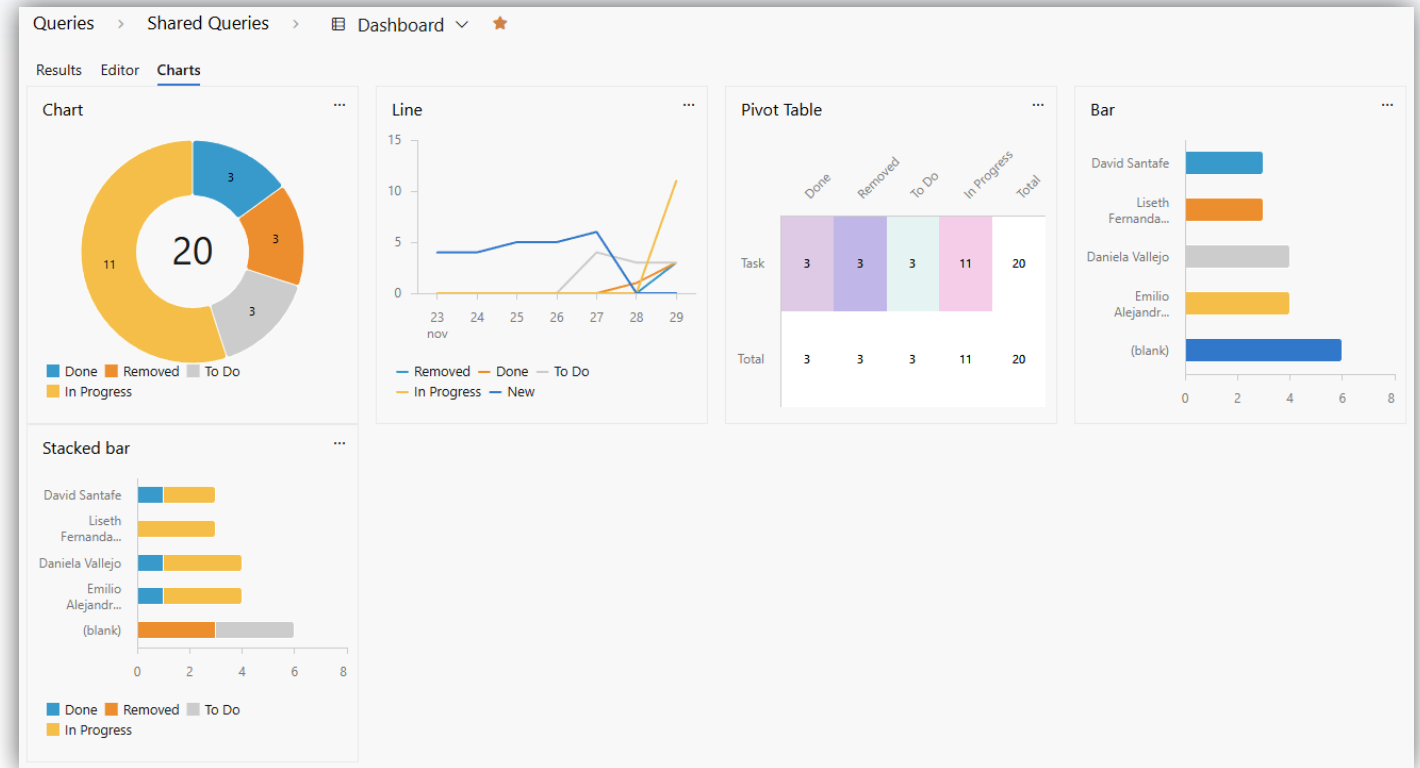 Queries > Shared Queries > Dashboard
Results Editor Charts
Chart ...
3
3
20
11
3
Done Removed To Do
In Progress
Line ...
15
10
5
0
23 24 25 26 27 28 29
nov
Removed Done To Do
In Progress New
Pivot Table ...
Done Removed To Do In Progress Total
Task 3 3 3 11 20
Total 3 3 3 11 20
Bar ...
David Santafe
Liseth
Fernanda...
Daniela Vallejo
Emilio
Alejandr...
(blank)
0 2 4 6 8
Stacked bar ...
David Santafe
Liseth
Fernanda...
Daniela Vallejo
Emilio
Alejandr...
(blank)
0 2 4 6 8
Done Removed To Do
In Progress